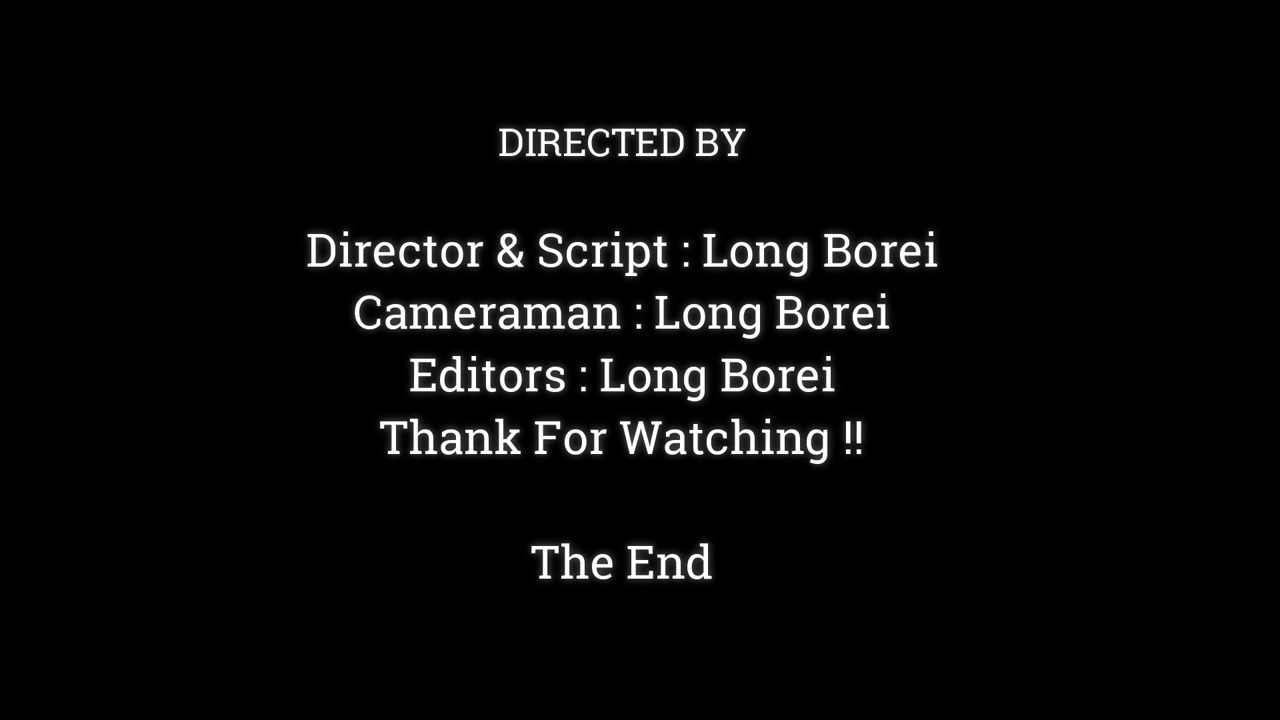 DIRECTED BY
Director & Script : Long Borei
Cameraman : Long Borei
Editors : Long Borei
Thank For Watching !!
The End